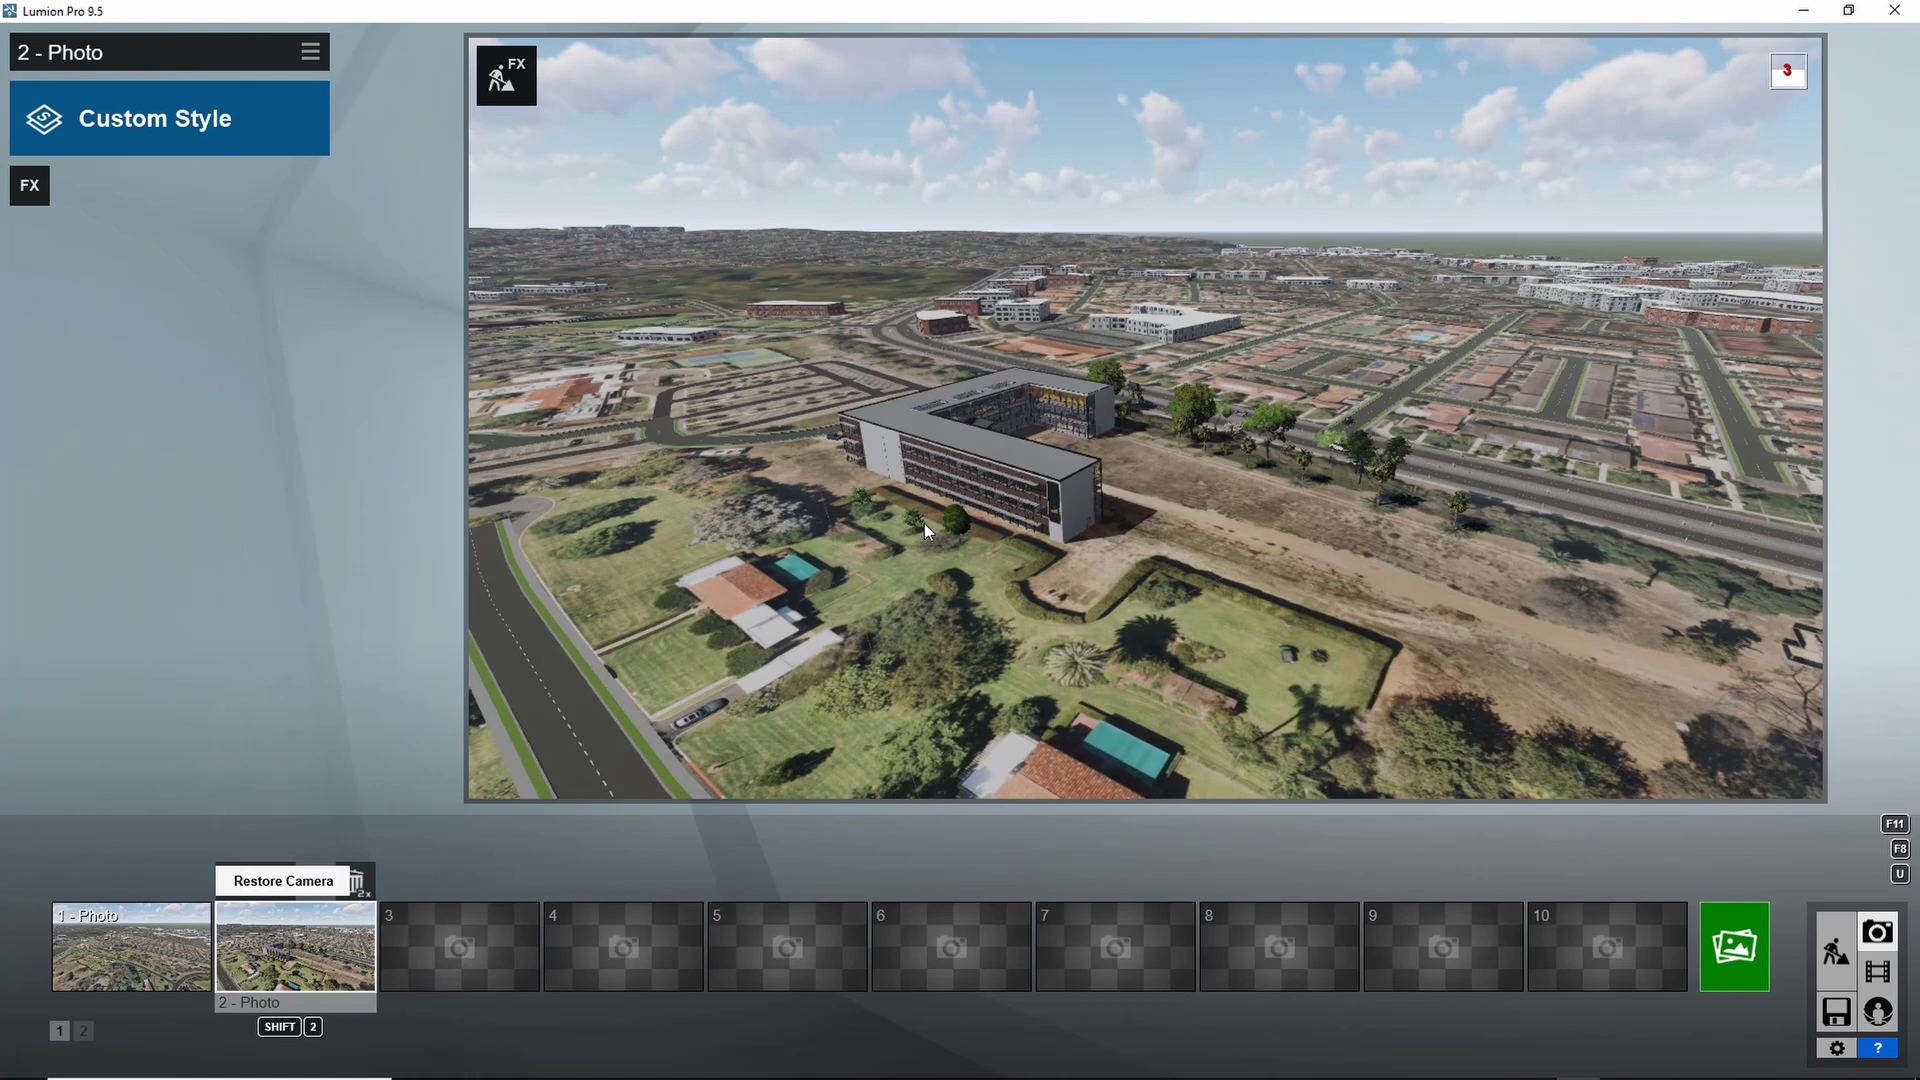 Lumion Pro 9.5
2 - Photo
Custom Style
FX
FX
3
F11
F8
U
Restore Camera
2x
1 - Photo
3
4
5
6
7
8
9
10
2 - Photo
SHIFT 2
1 2
?